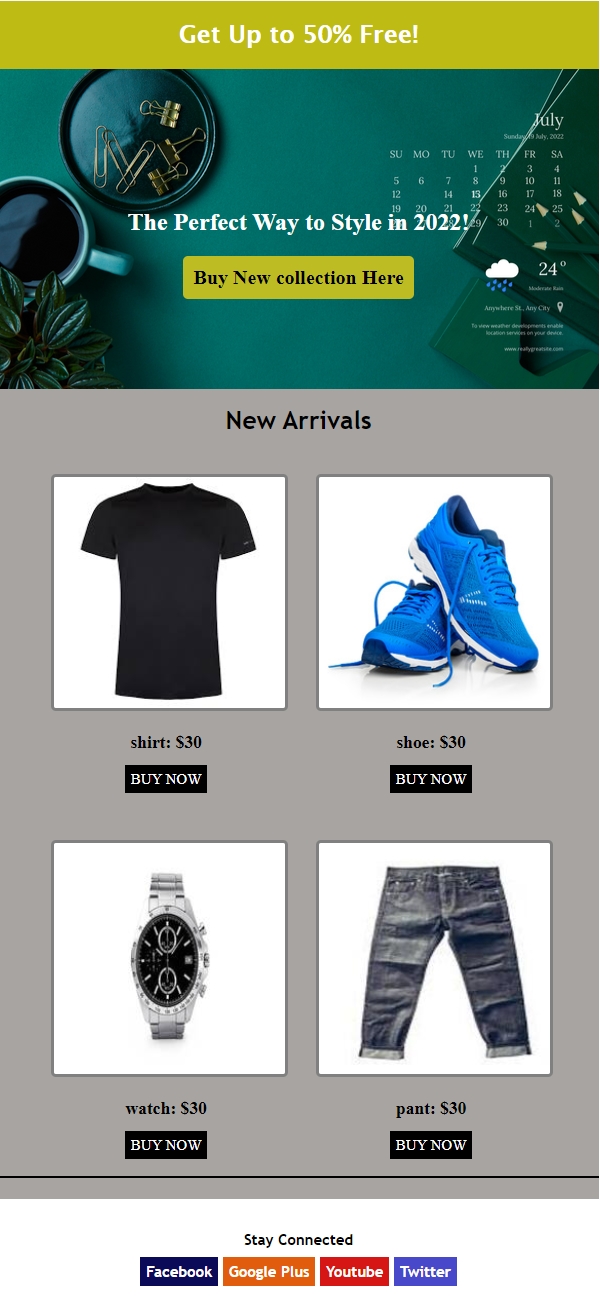 Get Up to 50% Free!
July
Sunday, 19 July, 2022
SU MO TU WE TH FR SA
1 2 3 4
5 6 7 8 9 10 11
12 14 15 16 17 18
19 20 21 22 23 24 25
29 30 1 2
The Perfect Way to Style in 2022!
Buy New collection Here
24°
Moderate Rain
Anywhere St., Any City
To view weather developments enable
location services on your device.
www.reallygreatsite.com
New Arrivals
shirt: $30
shoe: $30
BUY NOW
BUY NOW
watch: $30
pant: $30
BUY NOW
BUY NOW
Stay Connected
Facebook Google Plus Youtube Twitter